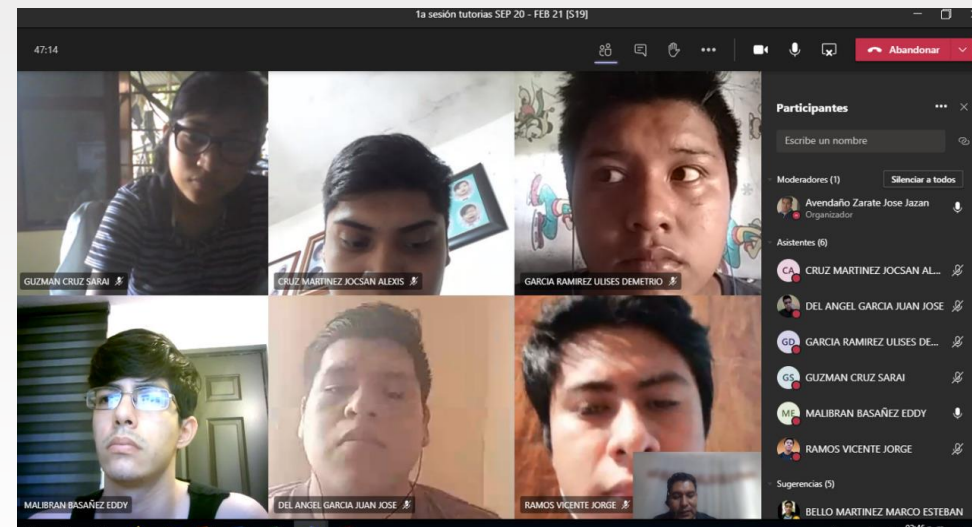 1a sesión tutorias SEP 20 - FEB 21 [S19]
47:14
Abandonar
GUZMAN CRUZ SARAI
CRUZ MARTINEZ JOCSAN ALEXIS
GARCIA RAMIREZ ULISES DEMETRIO
MALIBRAN BASAÑEZ EDDY
DEL ANGEL GARCIA JUAN JOSE
RAMOS VICENTE JORGE
Participantes
Escribe un nombre
Moderadores (1)
Silenciar a todos
Avendaño Zarate Jose Jazan
Organizador
Asistentes (6)
CA CRUZ MARTINEZ JOCSAN AL...
DEL ANGEL GARCIA JUAN JOSE
GD GARCIA RAMIREZ ULISES DE...
GS GUZMAN CRUZ SARAI
MALIBRAN BASAÑEZ EDDY
RAMOS VICENTE JORGE
Sugerencias (5)
BELLO MARTINEZ MARCO ESTEBAN